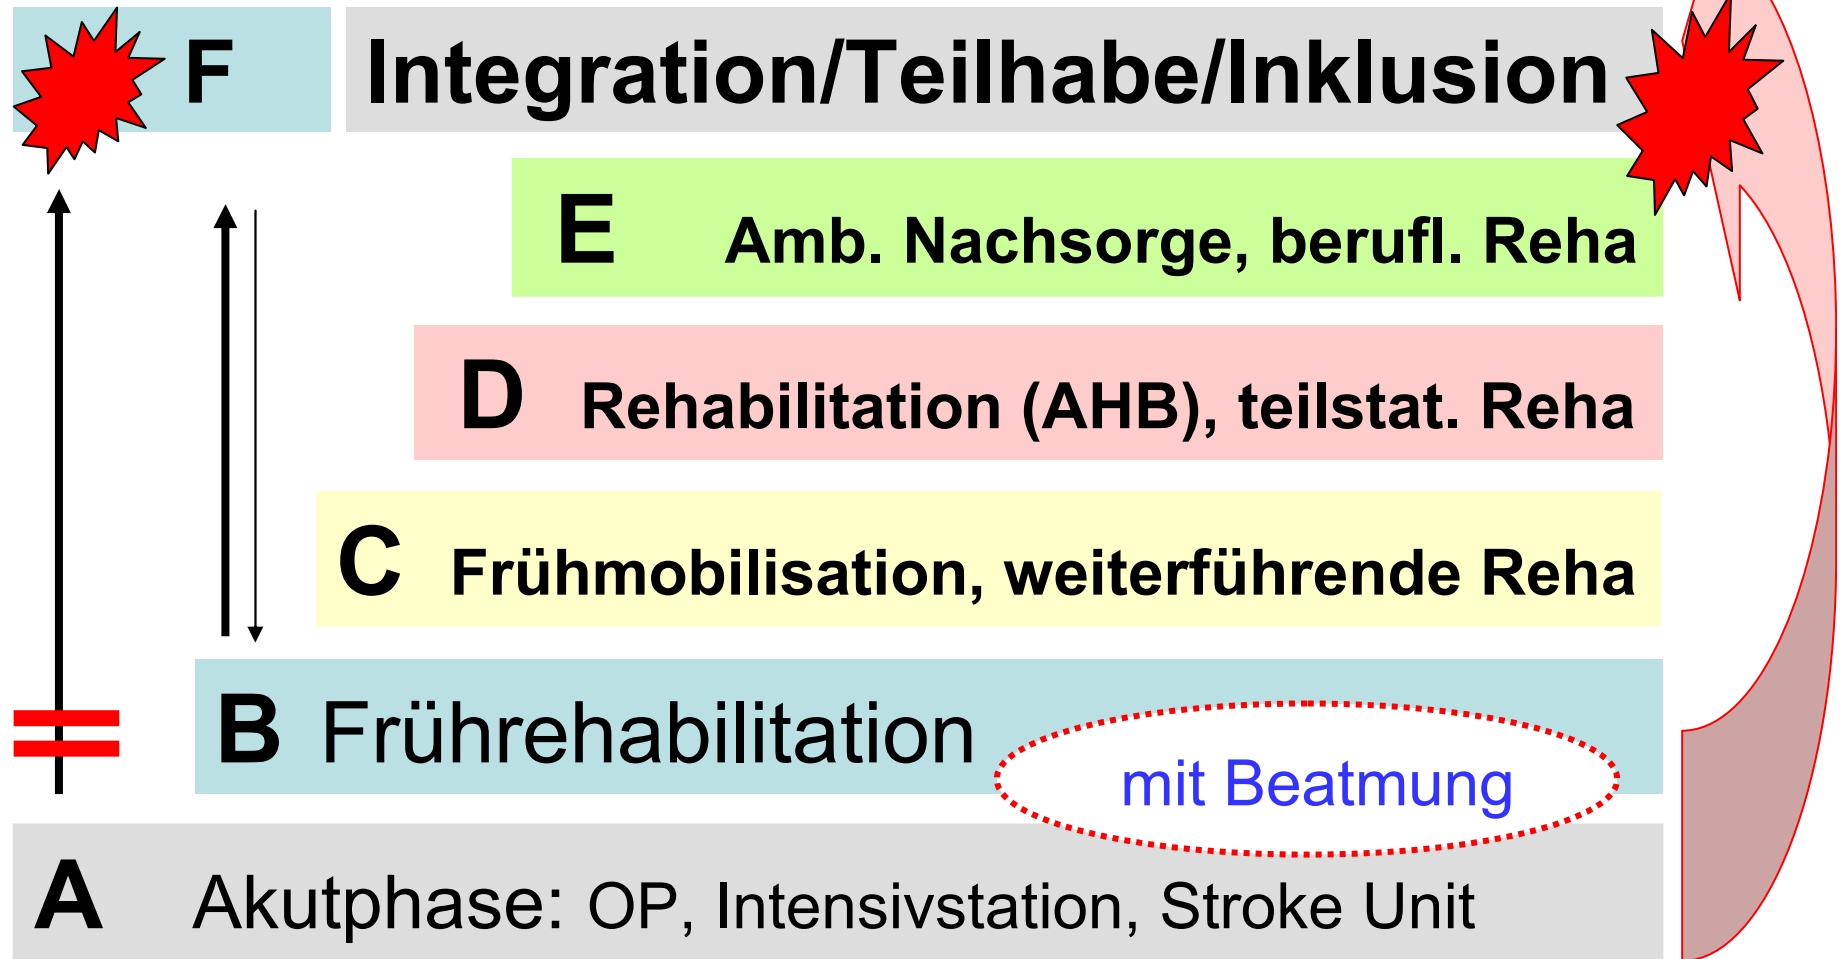 F Integration/Teilhabe/Inklusion
E Amb. Nachsorge, berufl. Reha
D Rehabilitation (AHB), teilstat. Reha
C Frühmobilisation, weiterführende Reha
B Frührehabilitation
mit Beatmung
A Akutphase: OP, Intensivstation, Stroke Unit